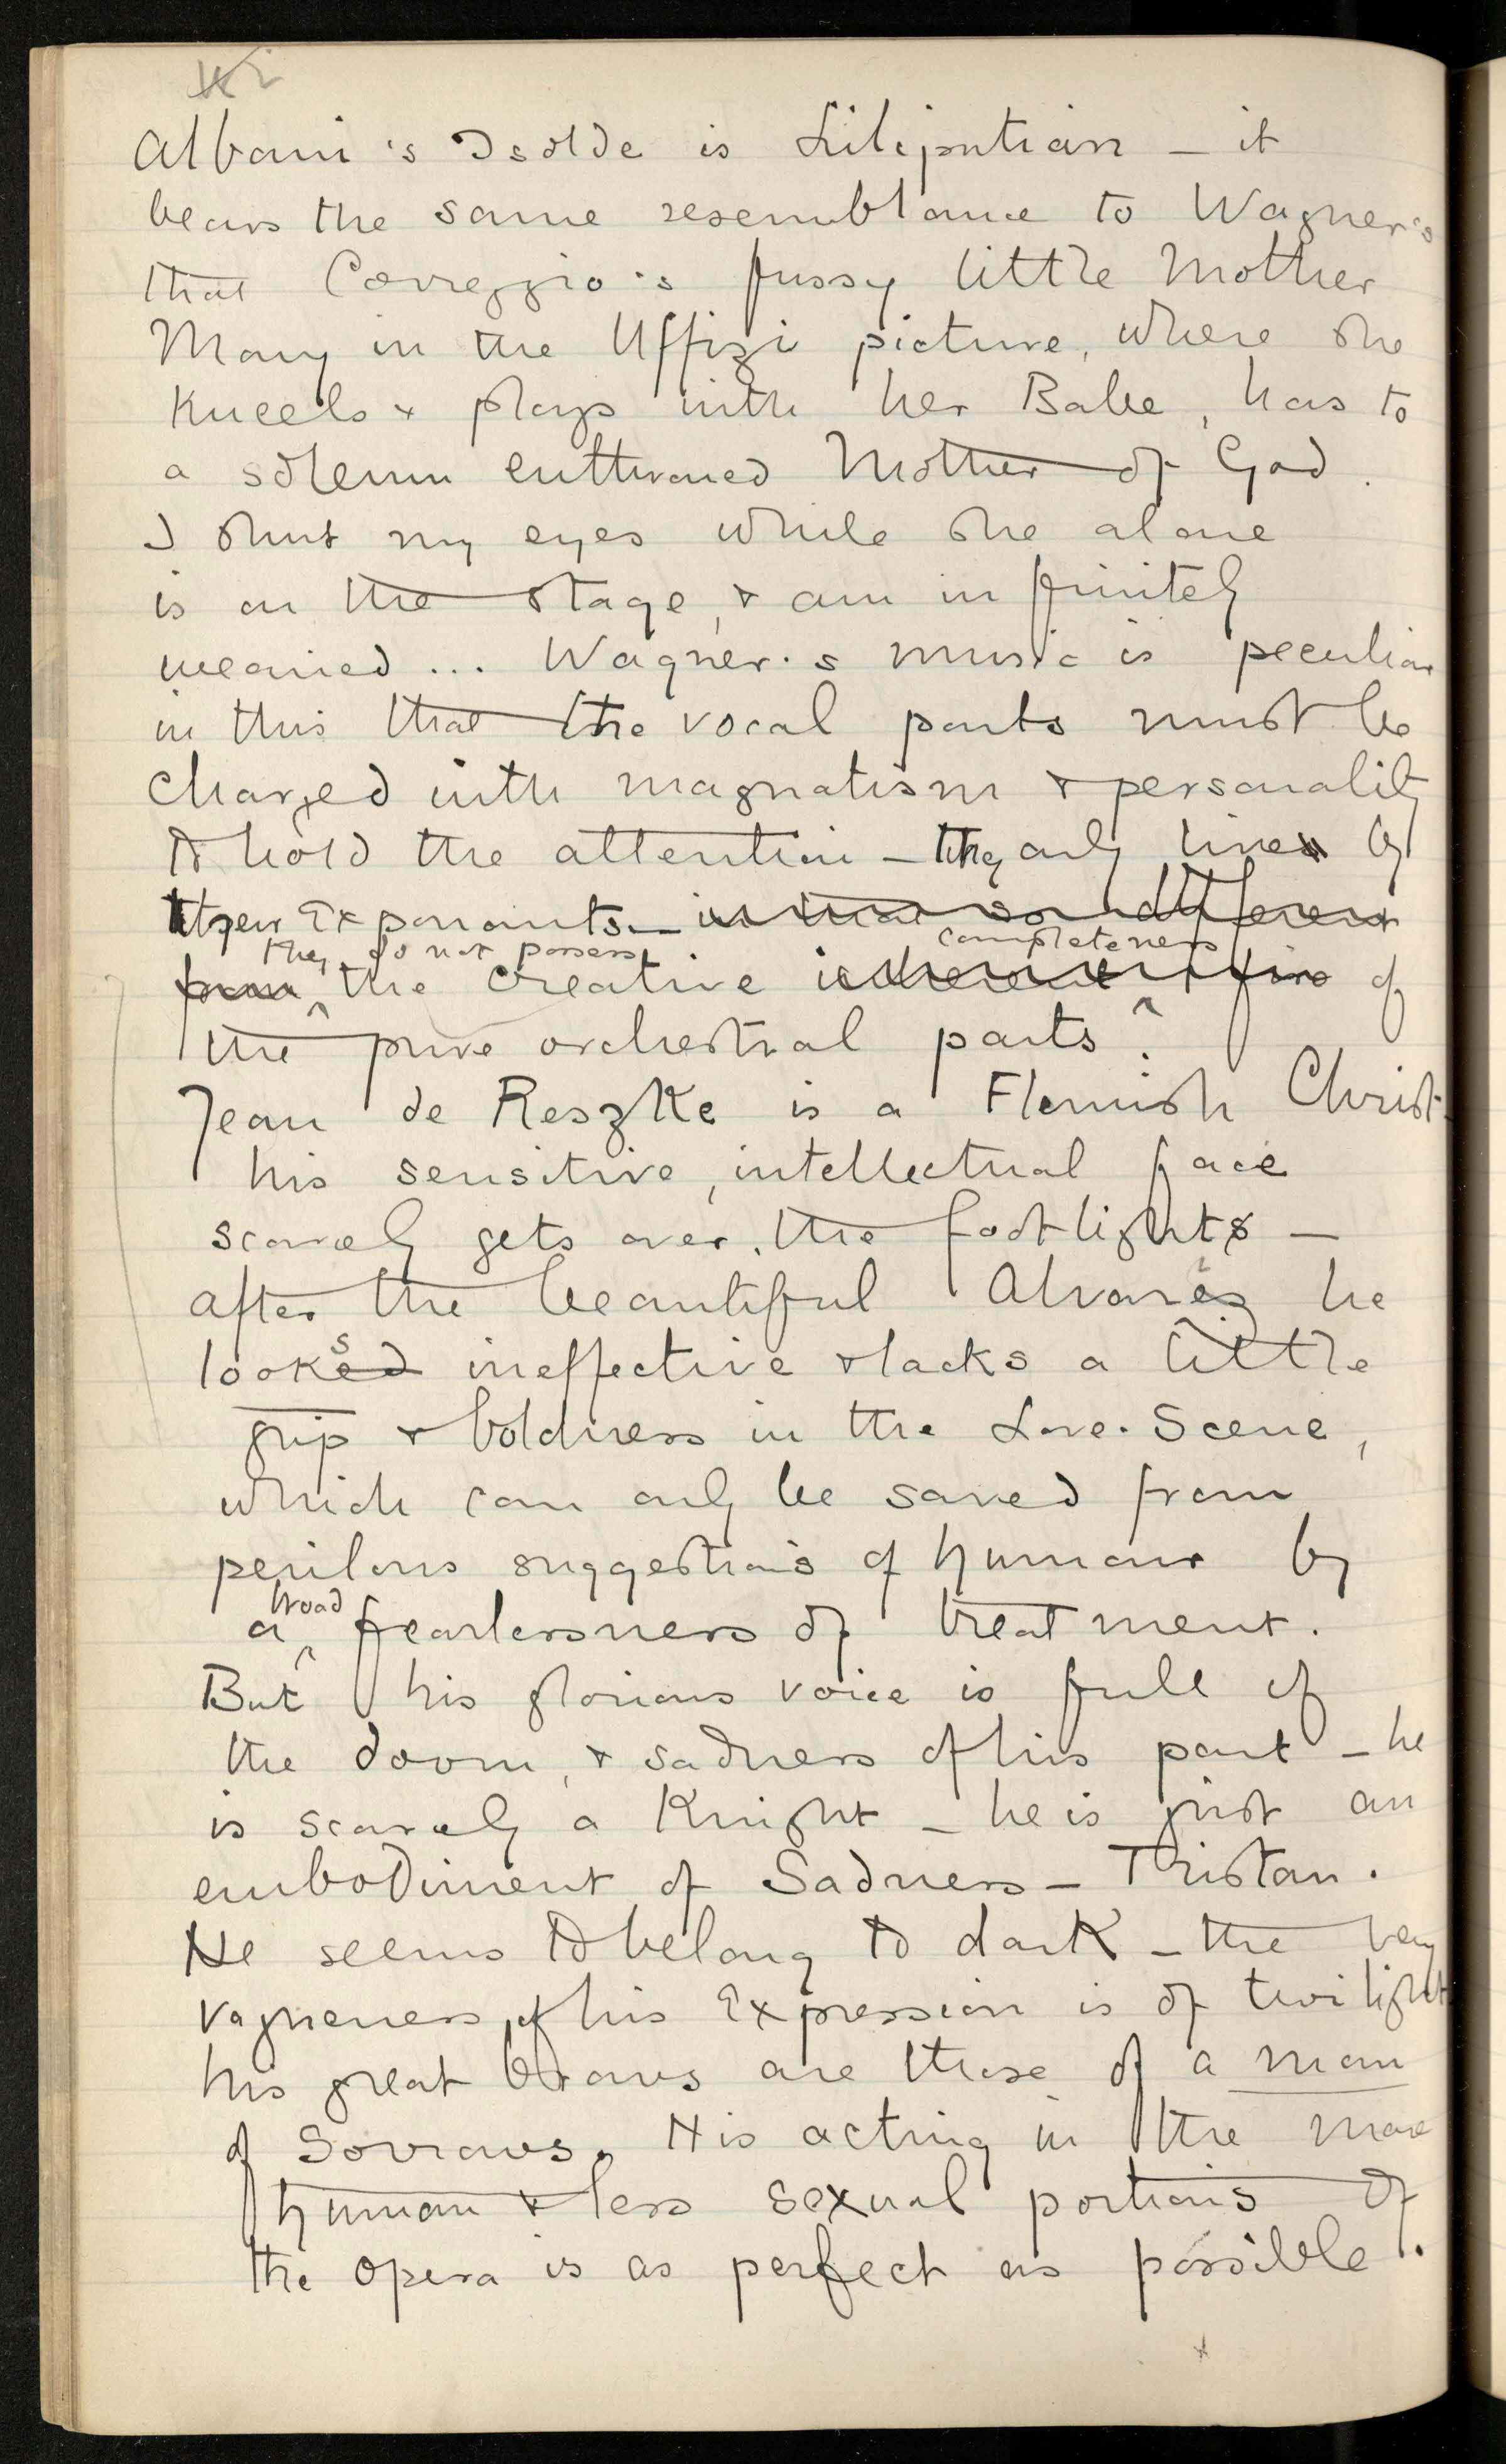 Albani's Isolde is Liliputian – it
bears the same resemblance to Wagner's
that Correggio's fussy little Mother
Mary in the Uffizi picture, where she
kneels & plays with her Babe, has to
a solemn enthroned Mother of God.
I shut my eyes while she alone
is on the stage, & am infinitely
wearied ... Wagner's music is peculiar
in this that the vocal parts must be
charged with magnatism & personality
to hold the attention – they only live by
their Exponants – in that so different
they do not possess completeness
from the creative of
the pure orchestral parts.
Jean de Reszke is a Flemish Christ –
his sensitive, intellectual face
scarcely gets over the footlights –
after the beautiful Alvarès he
looks ineffective & lacks a little
grip & boldness in the Love-Scene,
which can only be saved from
perilous suggestions of humour by
a broad fearlessness of treatment.
But his glorious voice is full of
the doom, & sadness of his part – he
is scarcely a Knight – he is just an
embodiment of Sadness – Tristan.
He seems to belong to dark – the very
vagueness of his Expression is of twilight
his great brows are those of a man
of Sorrows. His acting in the more
human & less sexual portions of
the opera is as perfect as possible.